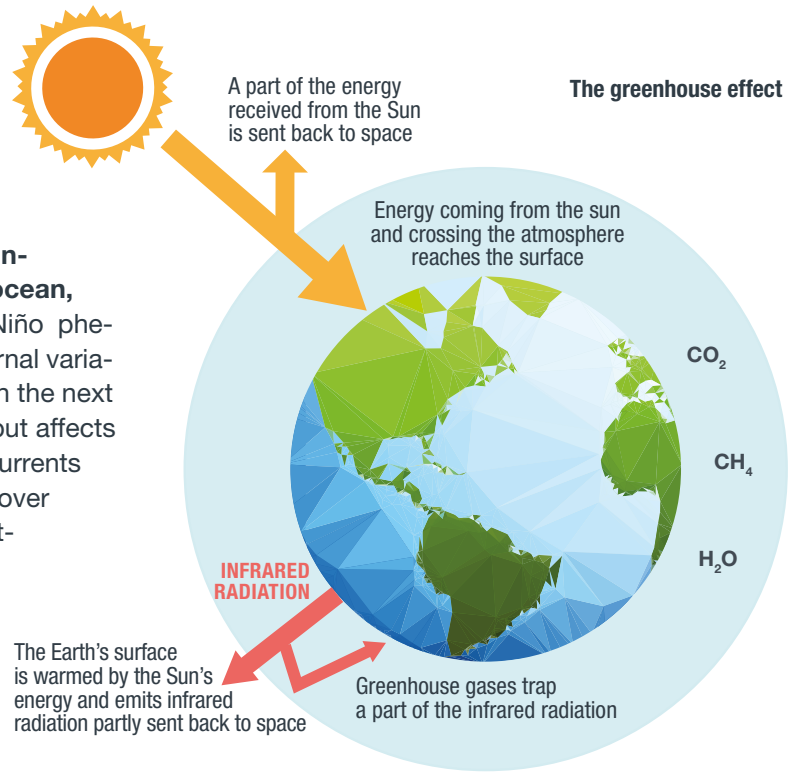 The greenhouse effect
A part of the energy
received from the Sun
is sent back to space
Energy coming from the sun
and crossing the atmosphere
reaches the surface
n-
ocean,
Niño phe-
rnal varia-
n the next
out affects
currents
over
t-
CO₂
CH₄
H₂O
INFRARED
RADIATION
The Earth’s surface
is warmed by the Sun’s
energy and emits infrared
radiation partly sent back to space
Greenhouse gases trap
a part of the infrared radiation